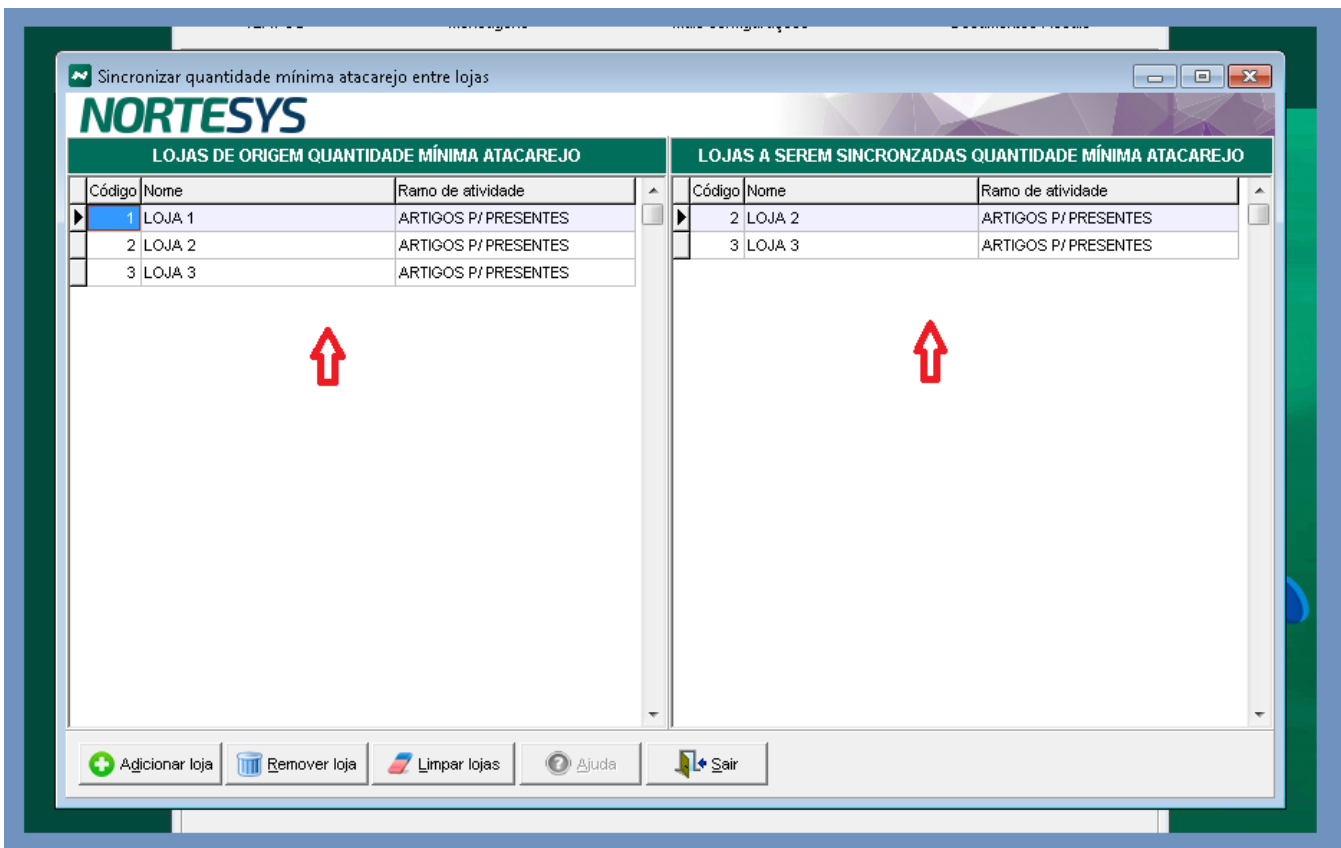 Sincronizar quantidade mínima atacarejo entre lojas
NORTESYS
LOJAS DE ORIGEM QUANTIDADE MÍNIMA ATACAREJO
Código Nome Ramo de atividade
1 LOJA 1 ARTIGOS P/ PRESENTES
2 LOJA 2 ARTIGOS P/ PRESENTES
3 LOJA 3 ARTIGOS P/ PRESENTES
LOJAS A SEREM SINCRONZADAS QUANTIDADE MÍNIMA ATACAREJO
Código Nome Ramo de atividade
2 LOJA 2 ARTIGOS P/ PRESENTES
3 LOJA 3 ARTIGOS P/ PRESENTES
Adicionar loja Remover loja Limpar lojas Ajuda Sair